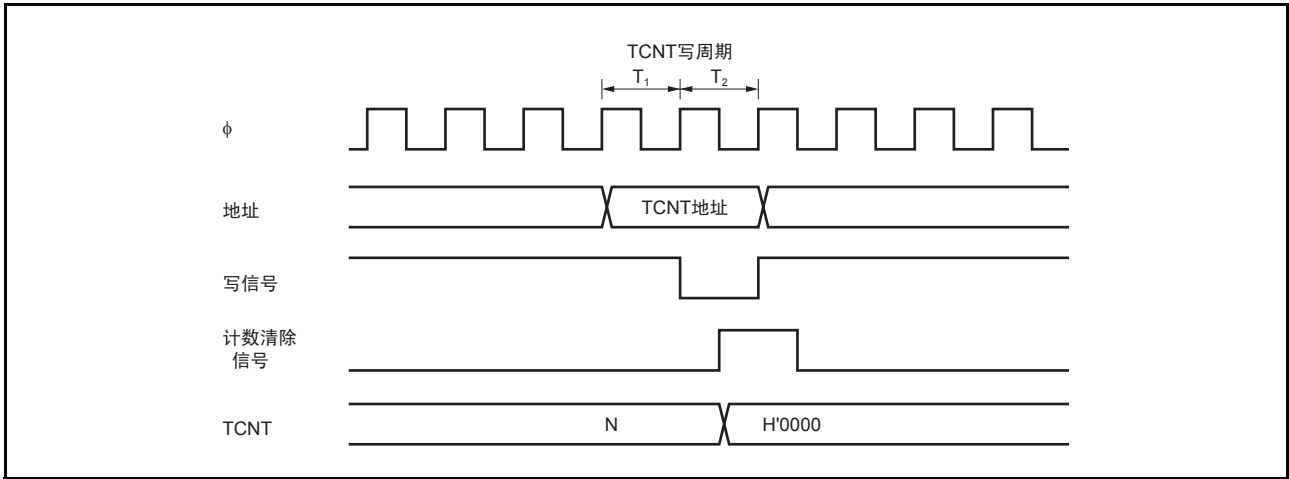 TCNT写周期
T₁ T₂
φ
地址 TCNT地址
写信号
计数清除
信号
TCNT N H'0000